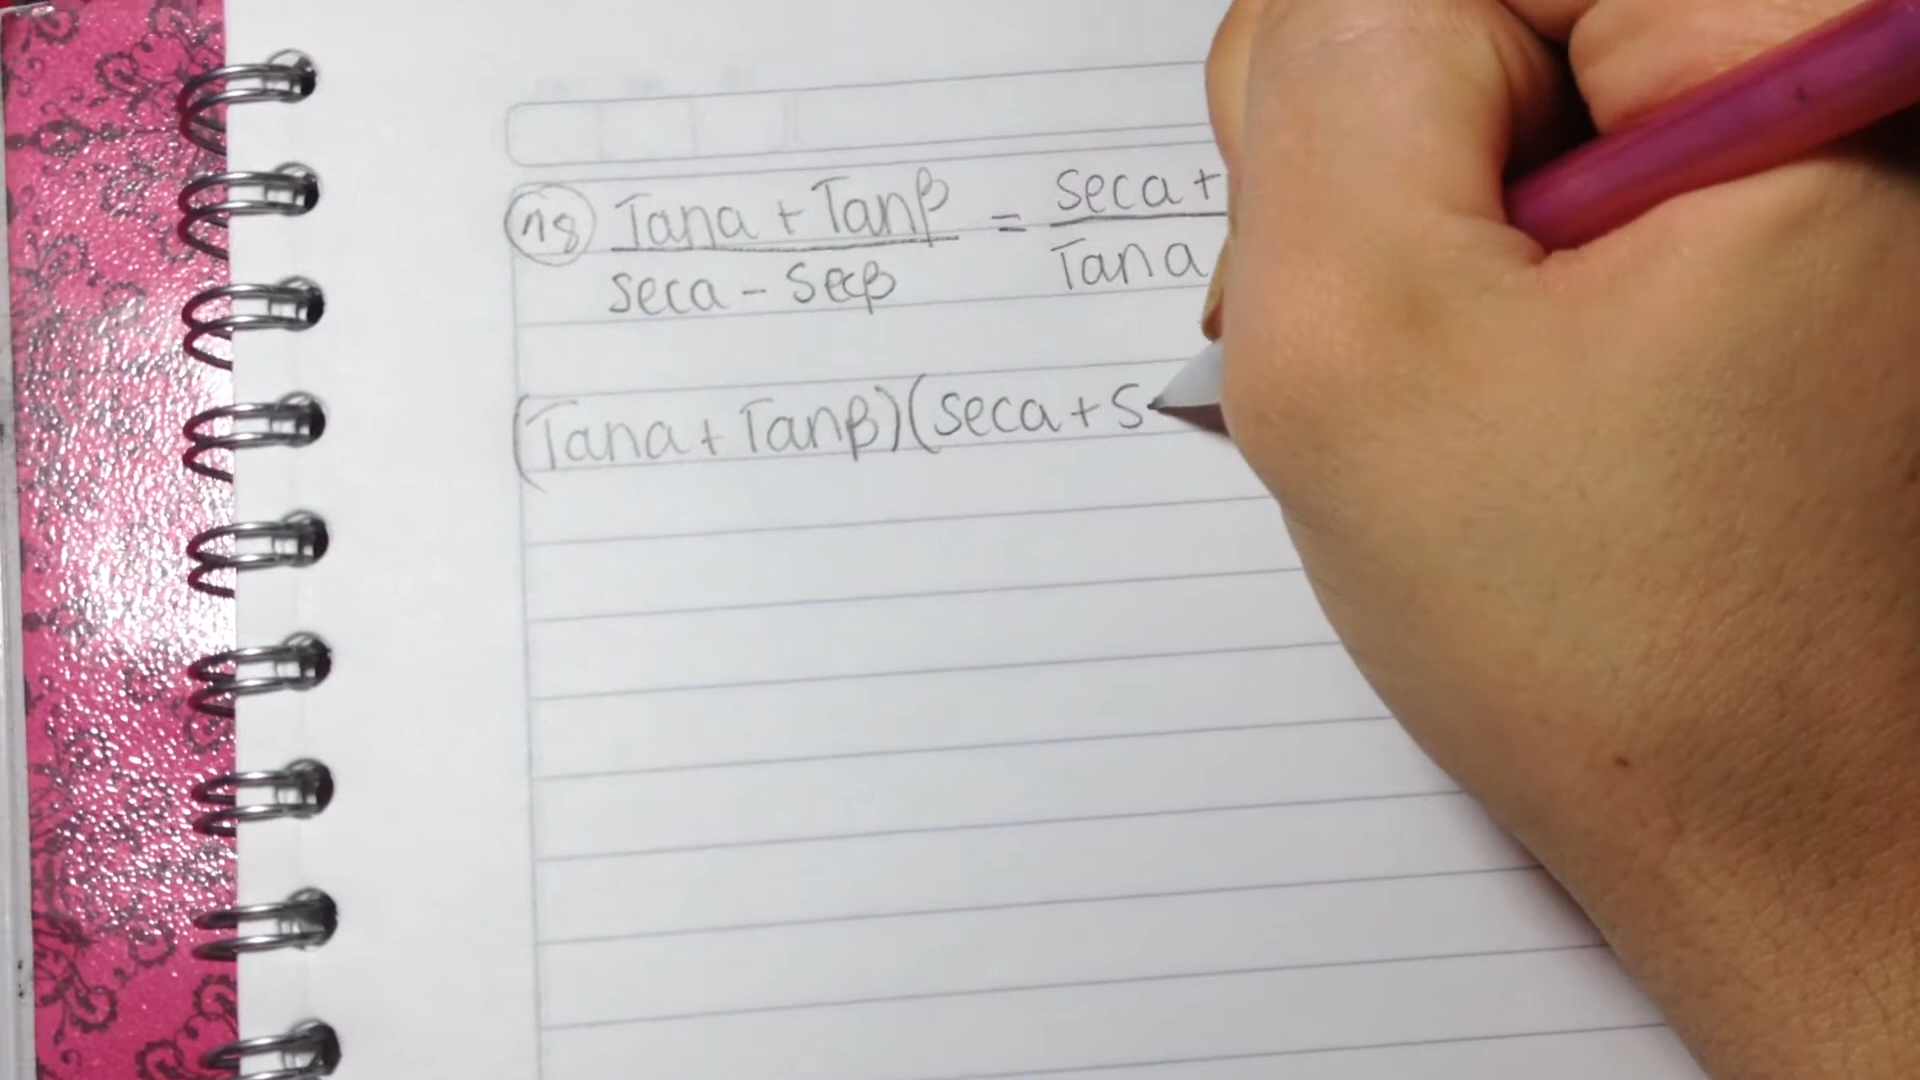 18 Tana + Tanβ = seca +
seca - secβ Tana
(Tana + Tanβ)(seca + s